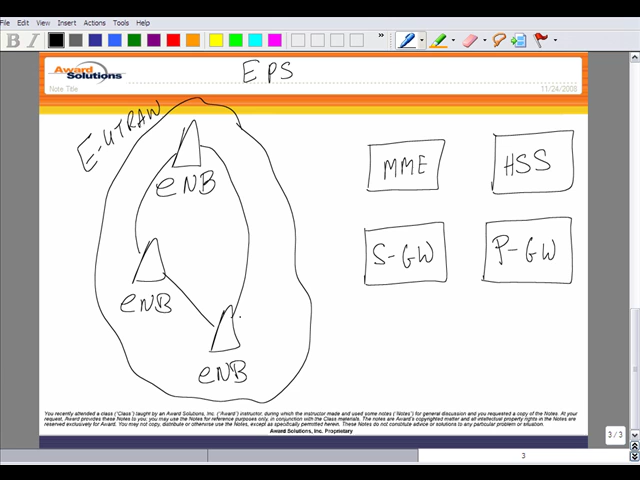 File Edit View Insert Actions Tools Help
B I
Award
Solutions
EPS
Note Title
11/24/2008
E-UTRAN
eNB
eNB
eNB
MME
HSS
S-GW
P-GW
You recently attended a class ("Class") taught by an Award Solutions, Inc. ("Award") instructor, during which the instructor made and used some notes ("Notes") for general discussion and you requested a copy of the Notes. At your
request, Award provides these Notes to you; you may use the Notes for reference purposes only, in conjunction with the Class materials. The notes are Award's copyrighted matter and all intellectual property rights in the Notes are
reserved exclusively for Award. You may not copy, distribute or otherwise use the Notes, except as specifically permitted herein. These Notes do not constitute advice or solutions to any particular problem or situation.
Award Solutions, Inc. Proprietary
3 / 3
3